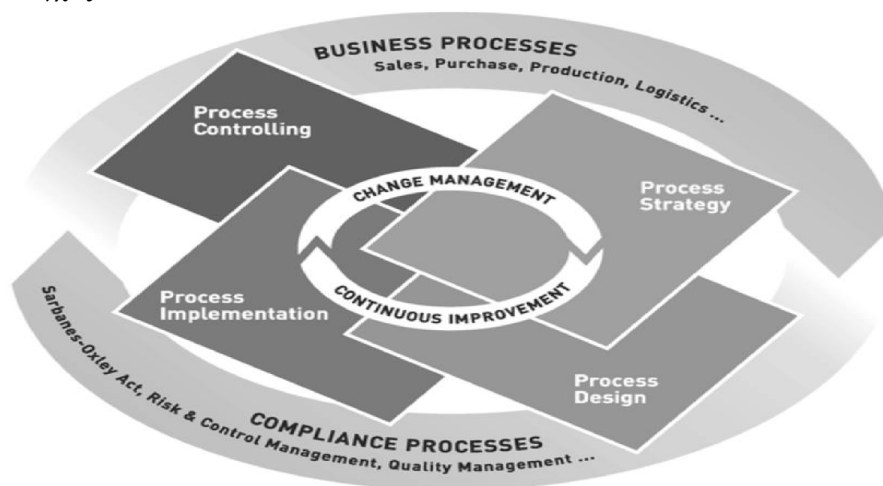 BUSINESS PROCESSES
Sales, Purchase, Production, Logistics ...
Process
Controlling
CHANGE MANAGEMENT
Process
Strategy
Process
Implementation
CONTINUOUS IMPROVEMENT
Process
Design
COMPLIANCE PROCESSES
Sarbanes-Oxley Act, Risk & Control Management, Quality Management ...